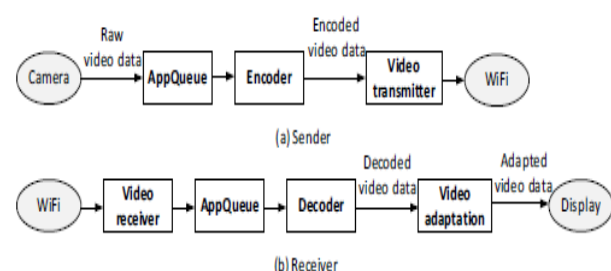 Raw
video data
Encoded
video data
Camera
AppQueue
Encoder
Video
transmitter
WiFi
(a) Sender
Decoded
video data
Adapted
video data
WiFi
Video
receiver
AppQueue
Decoder
Video
adaptation
Display
(b) Receiver